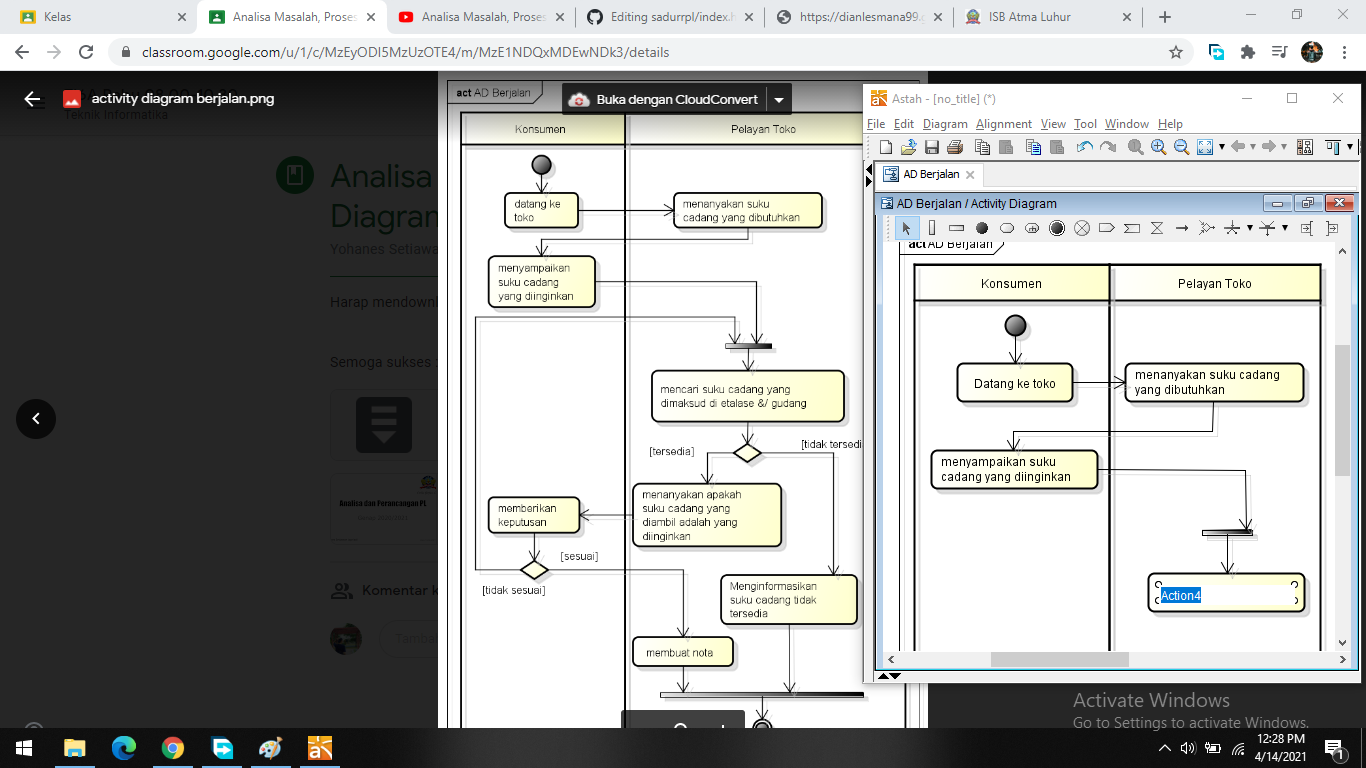 Kelas
Analisa Masalah, Proses
Analisa Masalah, Proses
Editing sadurrpl/index.h
https://dianlesmana99.g
ISB Atma Luhur
classroom.google.com/u/1/c/MzEyODI5MzUzOTE4/m/MzE1NDQxMDEwNDk3/details
activity diagram berjalan.png
Teknik Informatika
Buka dengan CloudConvert
Analisa
Diagram
Yohanes Setiawa
Harap mendownl
Semoga sukses
Analisa dan Perancangan PL
Komentar k
Tamba
act AD Berjalan
Konsumen
Pelayan Toko
datang ke
toko
menanyakan suku
cadang yang dibutuhkan
menyampaikan
suku cadang
yang diinginkan
mencari suku cadang yang
dimaksud di etalase &/ gudang
[tersedia]
[tidak tersedi
menanyakan apakah
suku cadang yang
diambil adalah yang
diinginkan
memberikan
keputusan
[sesuai]
[tidak sesuai]
Menginformasikan
suku cadang tidak
tersedia
membuat nota
Astah - [no_title] (*)
File Edit Diagram Alignment View Tool Window Help
AD Berjalan
AD Berjalan / Activity Diagram
act AD Berjalan
Konsumen
Pelayan Toko
Datang ke toko
menanyakan suku cadang
yang dibutuhkan
menyampaikan suku
cadang yang diinginkan
Action4
Activate Windows
Go to Settings to activate Windows.
12:28 PM
4/14/2021
1